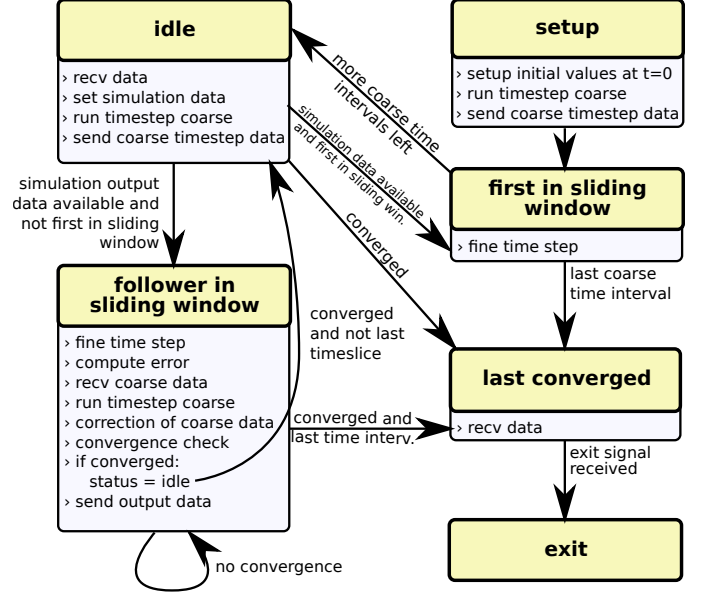 idle
› recv data
› set simulation data
› run timestep coarse
› send coarse timestep data
setup
› setup initial values at t=0
› run timestep coarse
› send coarse timestep data
more coarse time
intervals left
simulation data available
and first in sliding win.
converged
simulation output
data available and
not first in sliding
window
first in sliding
window
› fine time step
last coarse
time interval
follower in
sliding window
› fine time step
› compute error
› recv coarse data
› run timestep coarse
› correction of coarse data
› convergence check
› if converged:
status = idle
› send output data
converged
and not last
timeslice
converged and
last time interv.
last converged
› recv data
exit signal
received
exit
no convergence